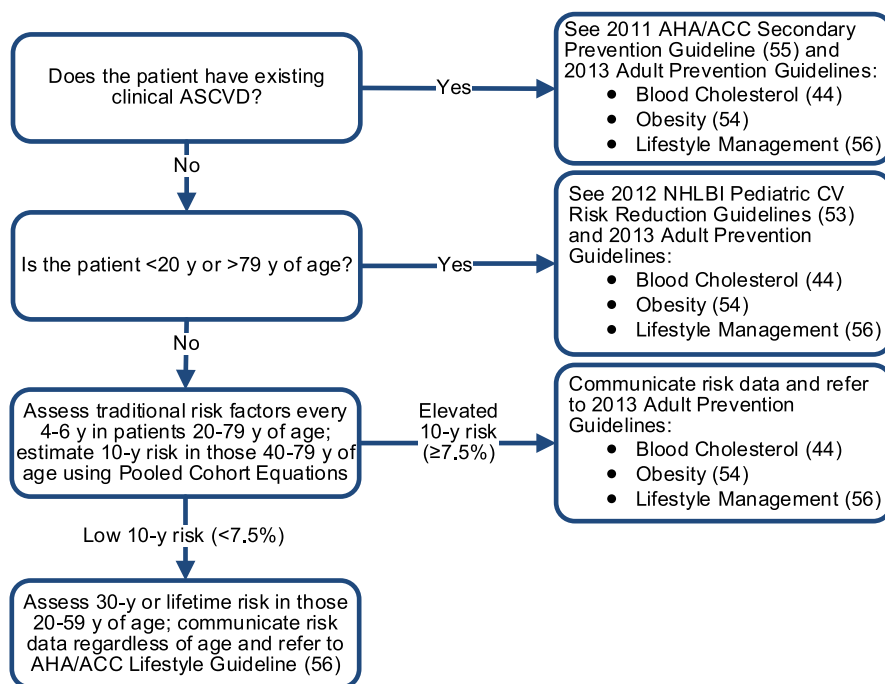 Does the patient have existing
clinical ASCVD?
Yes
See 2011 AHA/ACC Secondary
Prevention Guideline (55) and
2013 Adult Prevention Guidelines:
• Blood Cholesterol (44)
• Obesity (54)
• Lifestyle Management (56)
No
Is the patient <20 y or >79 y of age?
Yes
See 2012 NHLBI Pediatric CV
Risk Reduction Guidelines (53)
and 2013 Adult Prevention
Guidelines:
• Blood Cholesterol (44)
• Obesity (54)
• Lifestyle Management (56)
No
Assess traditional risk factors every
4-6 y in patients 20-79 y of age;
estimate 10-y risk in those 40-79 y of
age using Pooled Cohort Equations
Elevated
10-y risk
(≥7.5%)
Communicate risk data and refer
to 2013 Adult Prevention
Guidelines:
• Blood Cholesterol (44)
• Obesity (54)
• Lifestyle Management (56)
Low 10-y risk (<7.5%)
Assess 30-y or lifetime risk in those
20-59 y of age; communicate risk
data regardless of age and refer to
AHA/ACC Lifestyle Guideline (56)